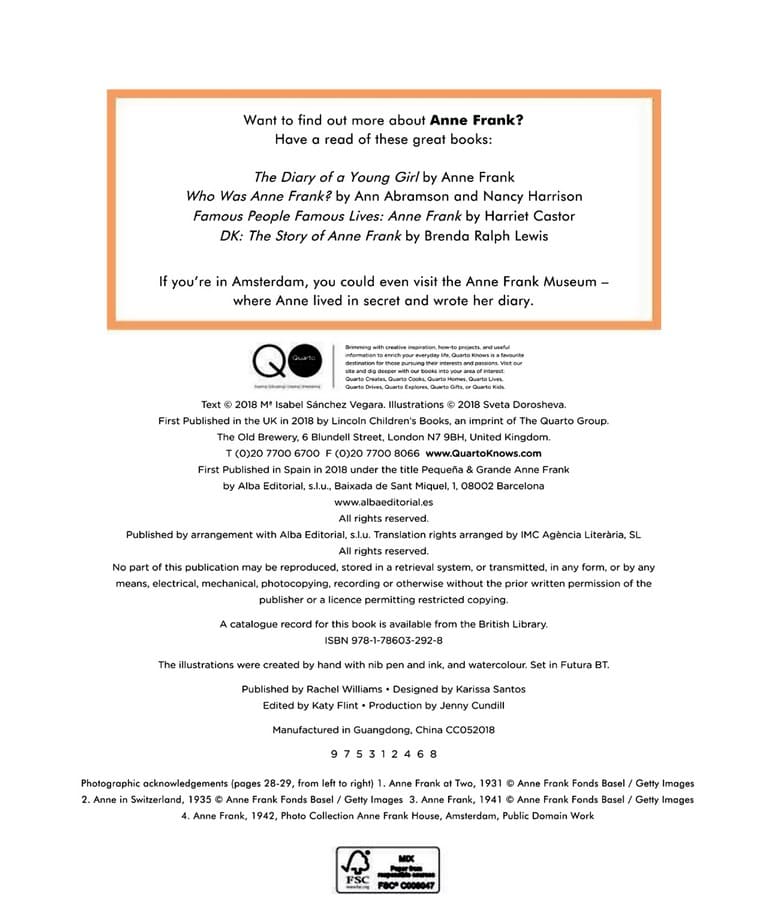 Want to find out more about Anne Frank?
Have a read of these great books:
The Diary of a Young Girl by Anne Frank
Who Was Anne Frank? by Ann Abramson and Nancy Harrison
Famous People Famous Lives: Anne Frank by Harriet Castor
DK: The Story of Anne Frank by Brenda Ralph Lewis
If you're in Amsterdam, you could even visit the Anne Frank Museum –
where Anne lived in secret and wrote her diary.
Quarto
Brimming with creative inspiration, how-to projects, and useful
information to enrich your everyday life, Quarto Knows is a favourite
destination for those pursuing their interests and passions. Visit our
site and dig deeper with our books into your area of interest:
Quarto Creates, Quarto Cooks, Quarto Homes, Quarto Lives,
Quarto Drives, Quarto Explores, Quarto Gifts, or Quarto Kids.
Text © 2018 Mª Isabel Sánchez Vegara. Illustrations © 2018 Sveta Dorosheva.
First Published in the UK in 2018 by Lincoln Children's Books, an imprint of The Quarto Group.
The Old Brewery, 6 Blundell Street, London N7 9BH, United Kingdom.
T (0)20 7700 6700 F (0)20 7700 8066 www.QuartoKnows.com
First Published in Spain in 2018 under the title Pequeña & Grande Anne Frank
by Alba Editorial, s.l.u., Baixada de Sant Miquel, 1, 08002 Barcelona
www.albaeditorial.es
All rights reserved.
Published by arrangement with Alba Editorial, s.l.u. Translation rights arranged by IMC Agència Literària, SL
All rights reserved.
No part of this publication may be reproduced, stored in a retrieval system, or transmitted, in any form, or by any
means, electrical, mechanical, photocopying, recording or otherwise without the prior written permission of the
publisher or a licence permitting restricted copying.
A catalogue record for this book is available from the British Library.
ISBN 978-1-78603-292-8
The illustrations were created by hand with nib pen and ink, and watercolour. Set in Futura BT.
Published by Rachel Williams • Designed by Karissa Santos
Edited by Katy Flint • Production by Jenny Cundill
Manufactured in Guangdong, China CC052018
9 7 5 3 1 2 4 6 8
Photographic acknowledgements (pages 28-29, from left to right) 1. Anne Frank at Two, 1931 © Anne Frank Fonds Basel / Getty Images
2. Anne in Switzerland, 1935 © Anne Frank Fonds Basel / Getty Images 3. Anne Frank, 1941 © Anne Frank Fonds Basel / Getty Images
4. Anne Frank, 1942, Photo Collection Anne Frank House, Amsterdam, Public Domain Work
FSC
www.fsc.org
MIX
Paper from
responsible sources
FSC® C008047